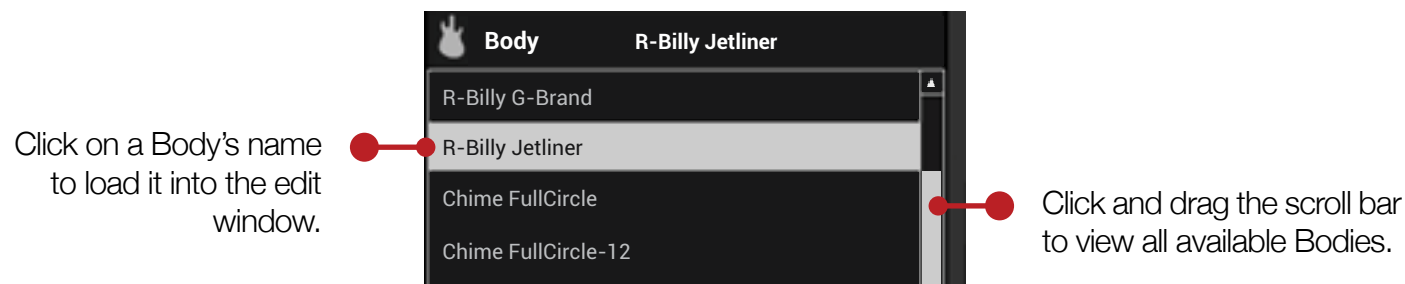 Body R-Billy Jetliner
R-Billy G-Brand
R-Billy Jetliner
Chime FullCircle
Chime FullCircle-12
Click on a Body’s name
to load it into the edit
window.
Click and drag the scroll bar
to view all available Bodies.